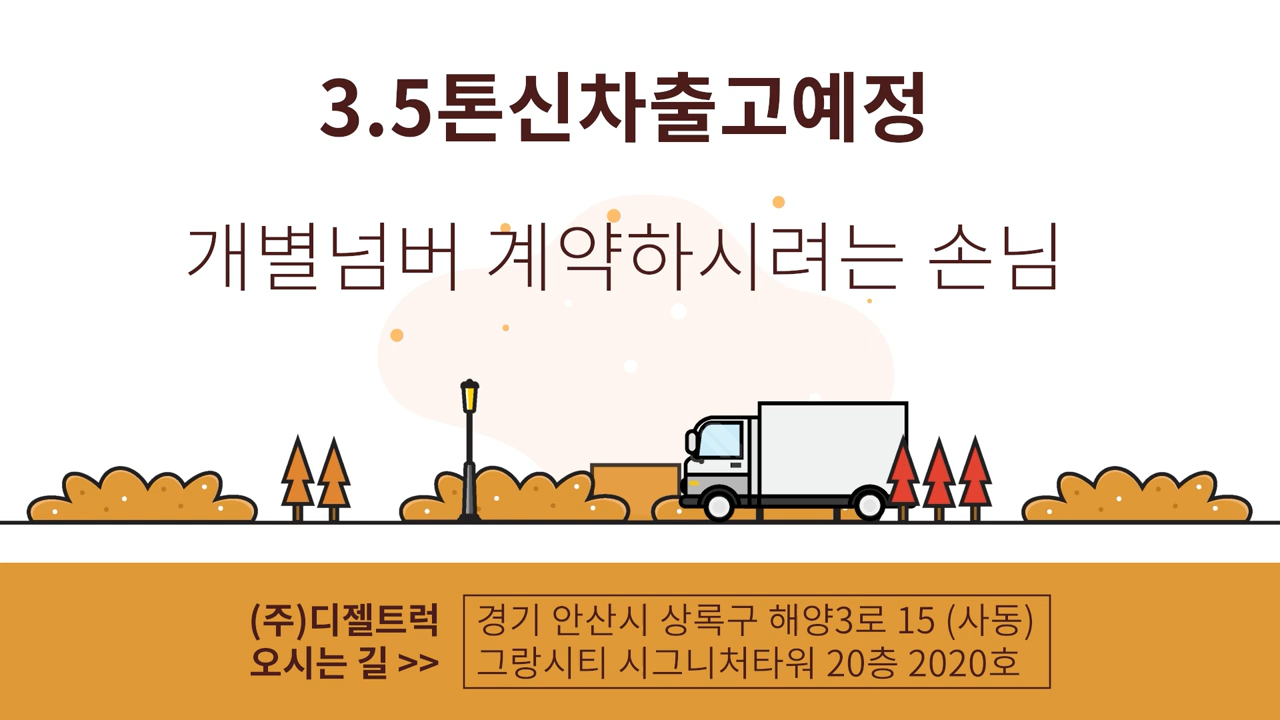 3.5톤신차출고예정
개별넘버 계약하시려는 손님
(주)디젤트럭
오시는 길 >>
경기 안산시 상록구 해양3로 15 (사동)
그랑시티 시그니처타워 20층 2020호